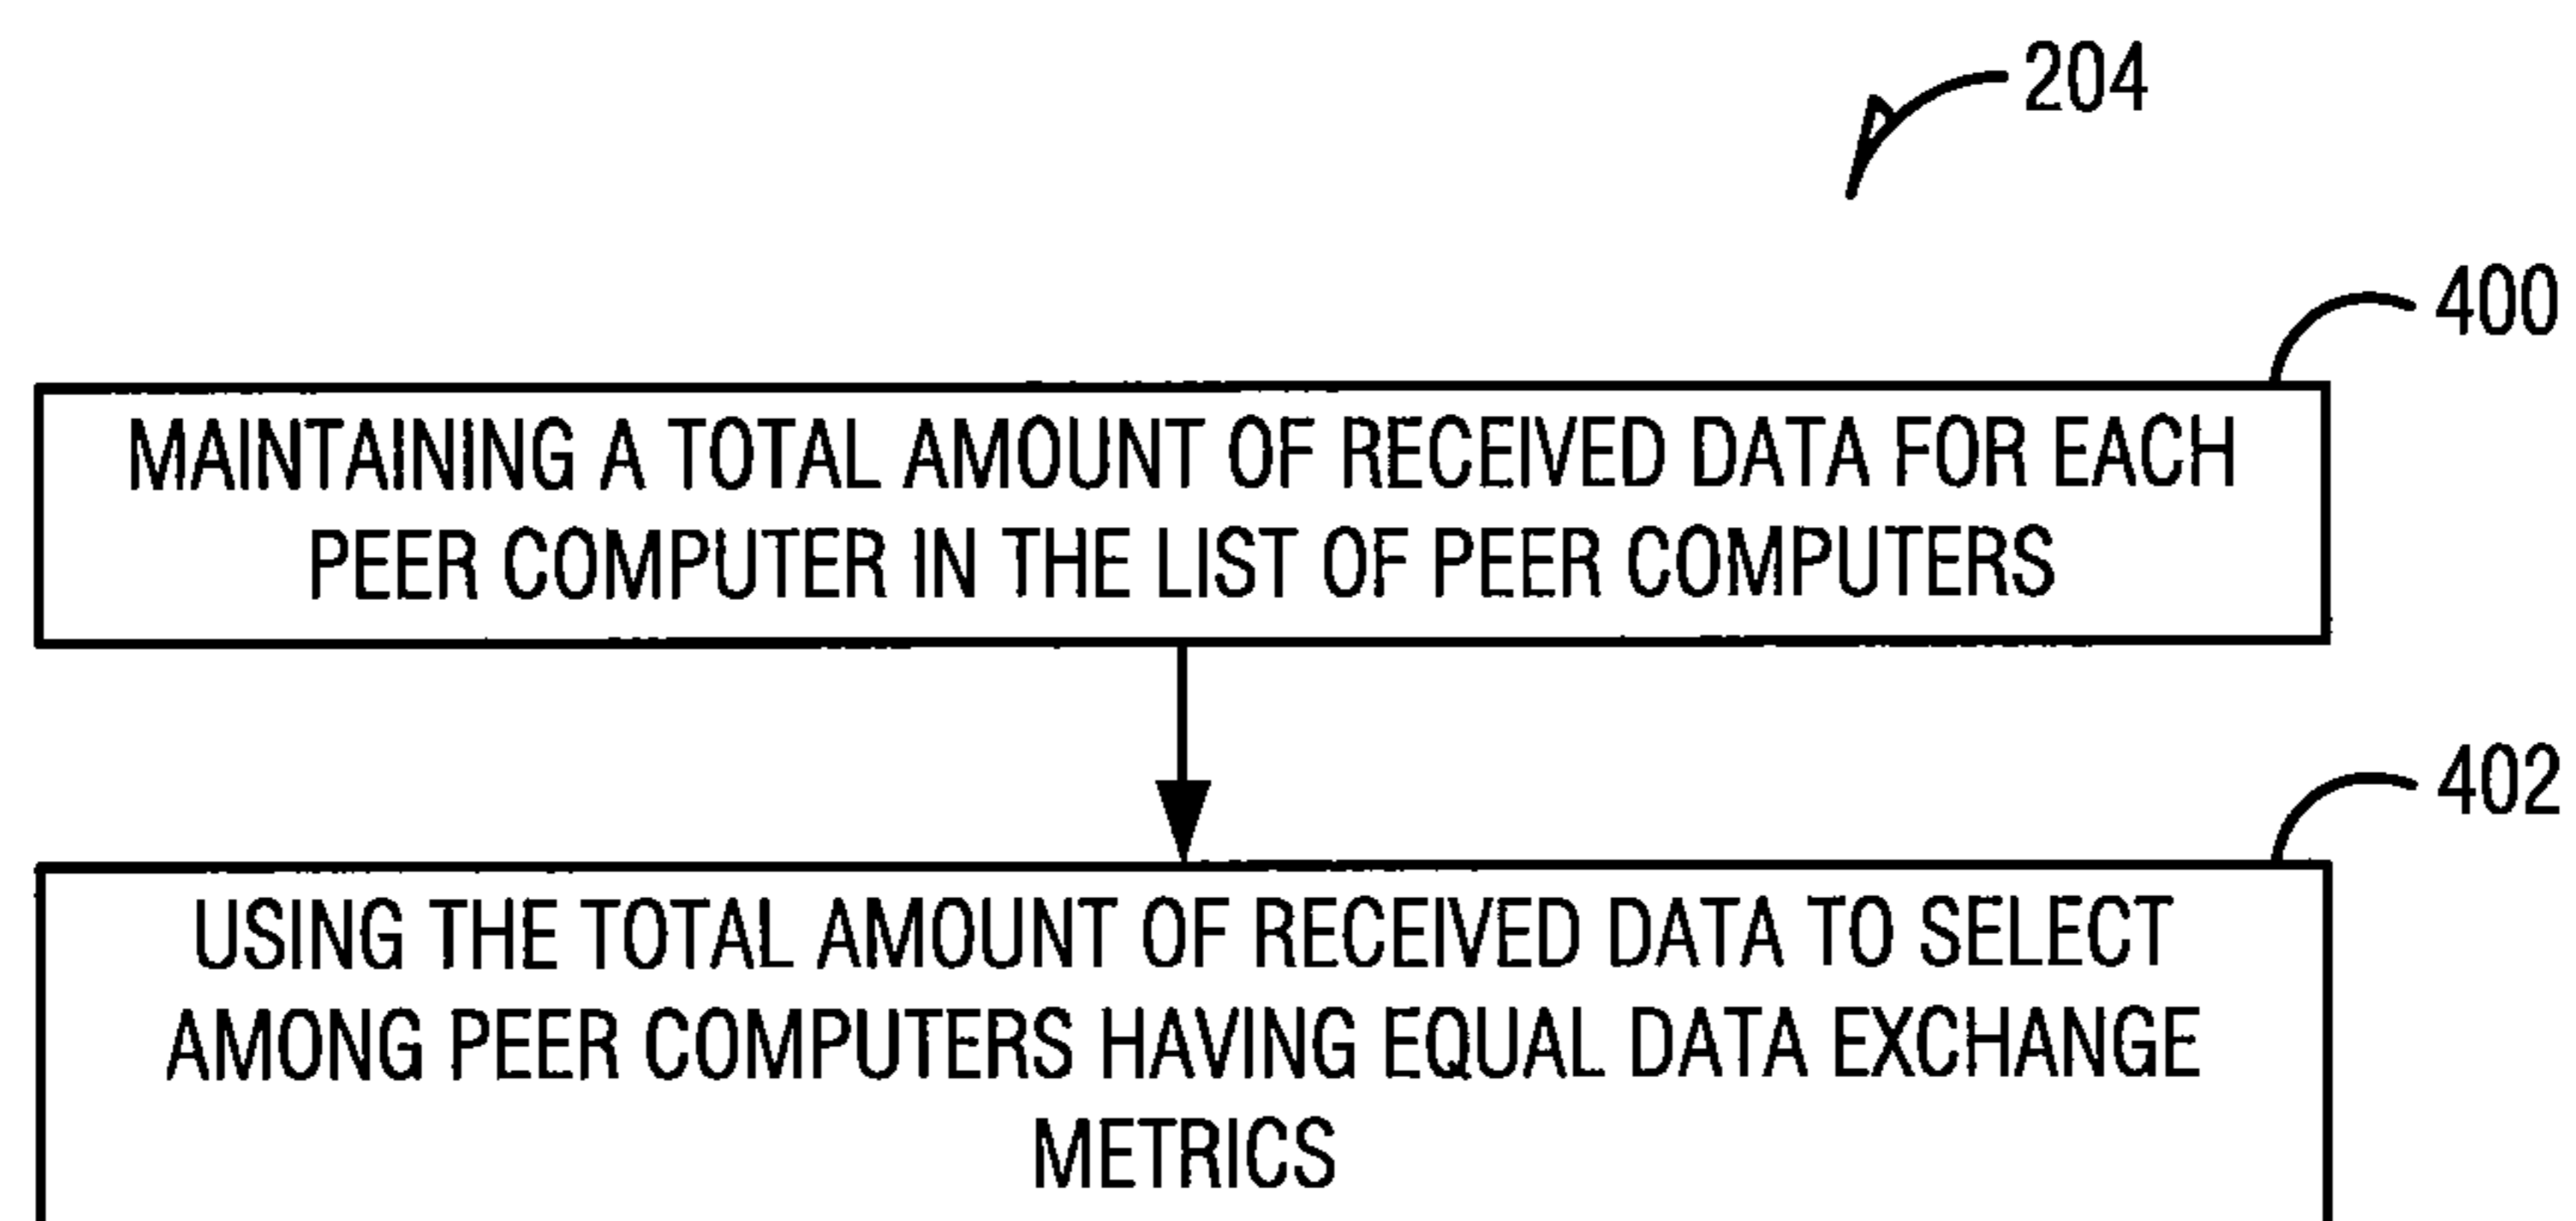 204
400
MAINTAINING A TOTAL AMOUNT OF RECEIVED DATA FOR EACH
PEER COMPUTER IN THE LIST OF PEER COMPUTERS
402
USING THE TOTAL AMOUNT OF RECEIVED DATA TO SELECT
AMONG PEER COMPUTERS HAVING EQUAL DATA EXCHANGE
METRICS